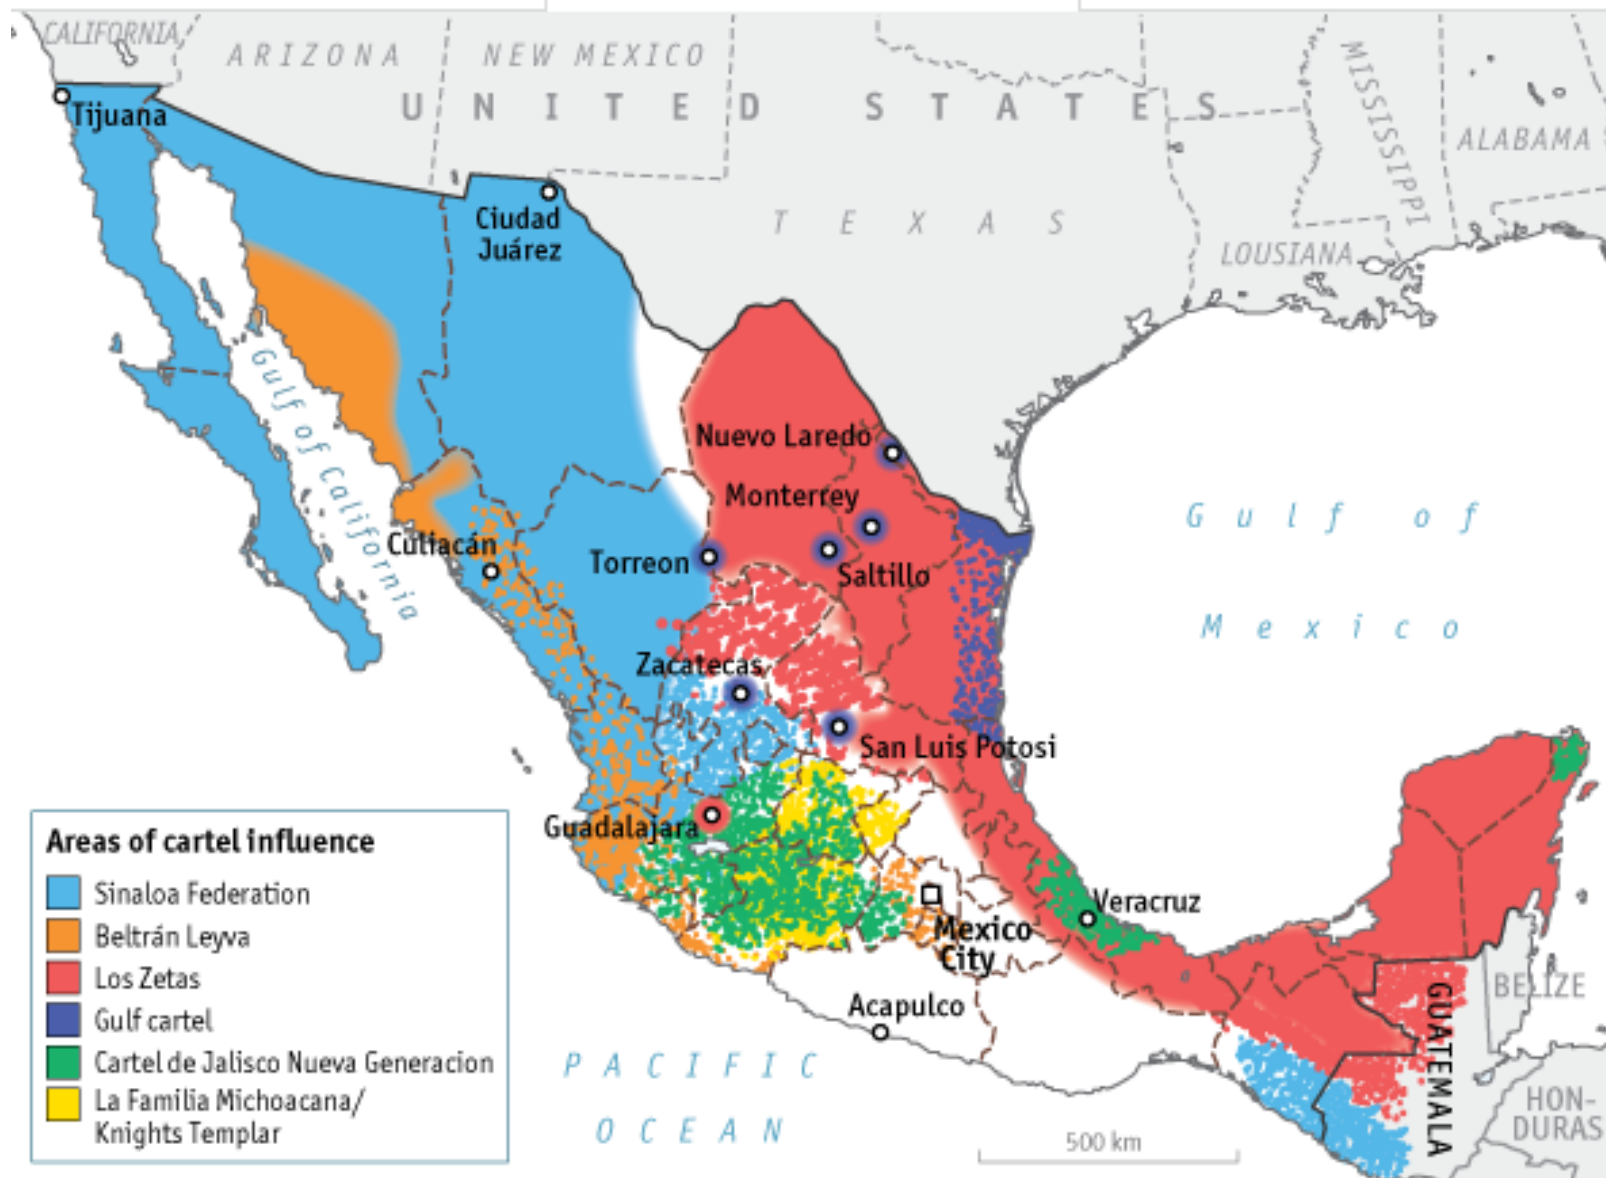 CALIFORNIA
ARIZONA
NEW MEXICO
UNITED STATES
MISSISSIPPI
ALABAMA
Tijuana
Ciudad
Juárez
TEXAS
LOUSIANA
Gulf of California
Nuevo Laredo
Monterrey
Gulf of
Mexico
Culiacán
Torreon
Saltillo
Zacatecas
San Luis Potosi
Guadalajara
Veracruz
Mexico
City
Acapulco
BELIZE
GUATEMALA
HON-
DURAS
PACIFIC
OCEAN
500 km
Areas of cartel influence
Sinaloa Federation
Beltrán Leyva
Los Zetas
Gulf cartel
Cartel de Jalisco Nueva Generacion
La Familia Michoacana/
Knights Templar